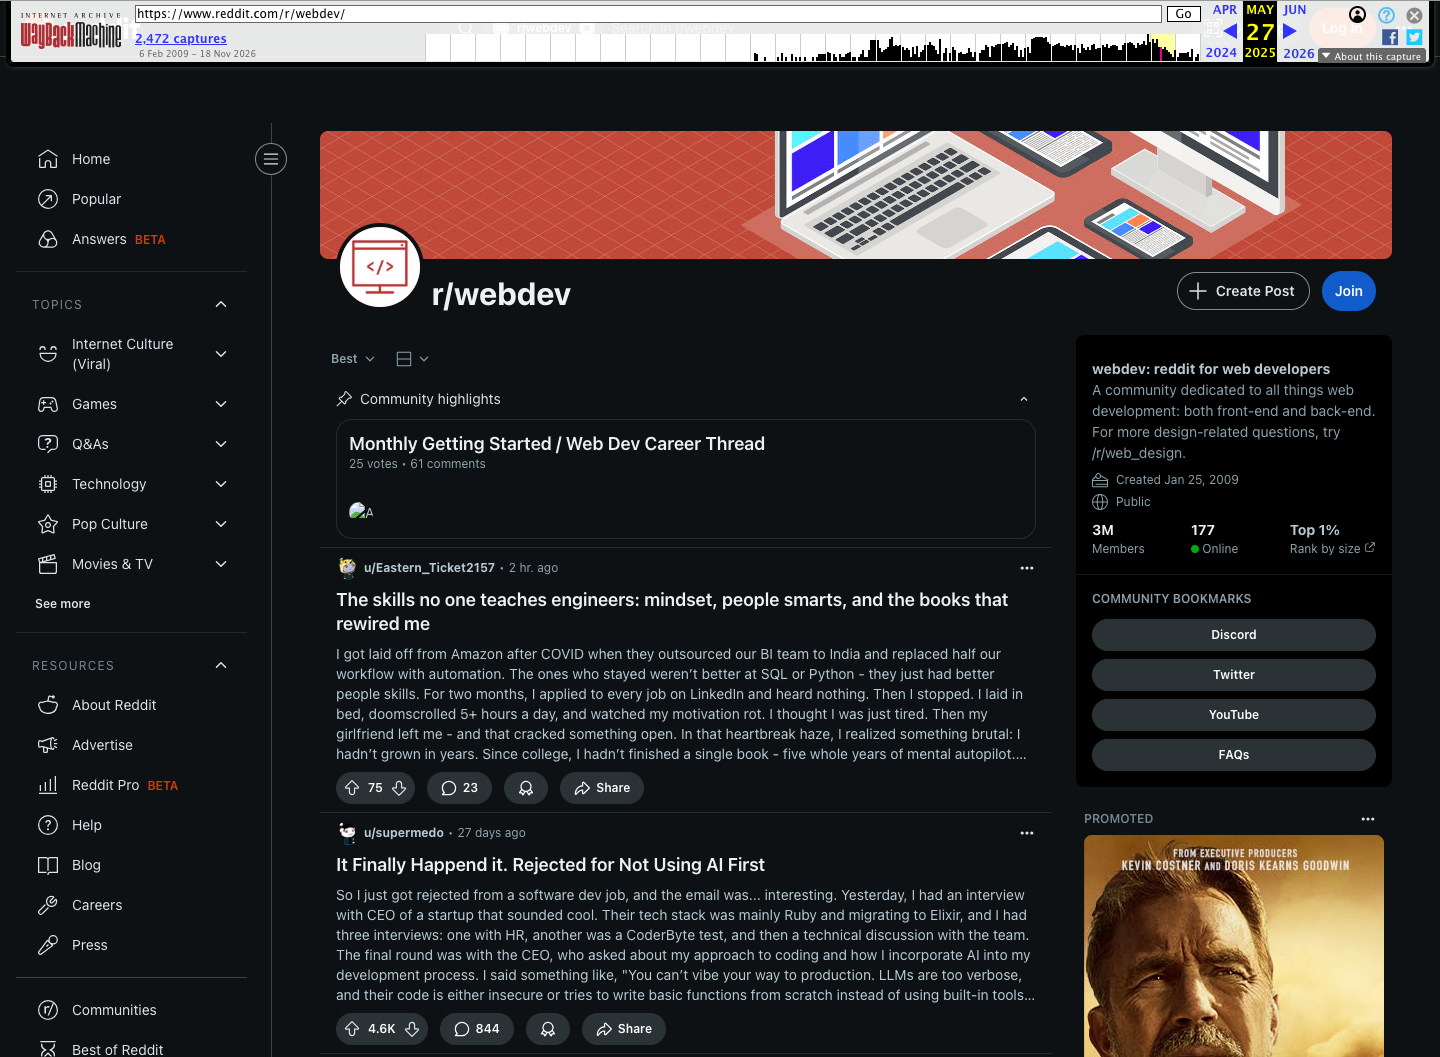 INTERNET ARCHIVE
WayBackMachine
https://www.reddit.com/r/webdev/
Go
2,472 captures
6 Feb 2009 – 18 Nov 2026
r/webdev
Search in r/webdev
APR
MAY
JUN
27
2024
2025
2026
Log In
About this capture
Home
Popular
Answers BETA
TOPICS
Internet Culture
(Viral)
Games
Q&As
Technology
Pop Culture
Movies & TV
See more
RESOURCES
About Reddit
Advertise
Reddit Pro BETA
Help
Blog
Careers
Press
Communities
Best of Reddit
</>
r/webdev
Create Post
Join
Best
Community highlights
Monthly Getting Started / Web Dev Career Thread
25 votes • 61 comments
A
u/Eastern_Ticket2157 • 2 hr. ago
The skills no one teaches engineers: mindset, people smarts, and the books that
rewired me
I got laid off from Amazon after COVID when they outsourced our BI team to India and replaced half our
workflow with automation. The ones who stayed weren’t better at SQL or Python - they just had better
people skills. For two months, I applied to every job on LinkedIn and heard nothing. Then I stopped. I laid in
bed, doomscrolled 5+ hours a day, and watched my motivation rot. I thought I was just tired. Then my
girlfriend left me - and that cracked something open. In that heartbreak haze, I realized something brutal: I
hadn’t grown in years. Since college, I hadn’t finished a single book - five whole years of mental autopilot....
75
23
Share
u/supermedo • 27 days ago
It Finally Happend it. Rejected for Not Using AI First
So I just got rejected from a software dev job, and the email was... interesting. Yesterday, I had an interview
with CEO of a startup that sounded cool. Their tech stack was mainly Ruby and migrating to Elixir, and I had
three interviews: one with HR, another was a CoderByte test, and then a technical discussion with the team.
The final round was with the CEO, who asked about my approach to coding and how I incorporate AI into my
development process. I said something like, "You can’t vibe your way to production. LLMs are too verbose,
and their code is either insecure or tries to write basic functions from scratch instead of using built-in tools...
4.6K
844
Share
webdev: reddit for web developers
A community dedicated to all things web
development: both front-end and back-end.
For more design-related questions, try
/r/web_design.
Created Jan 25, 2009
Public
3M
Members
177
Online
Top 1%
Rank by size
COMMUNITY BOOKMARKS
Discord
Twitter
YouTube
FAQs
PROMOTED
FROM EXECUTIVE PRODUCERS
KEVIN COSTNER AND DORIS KEARNS GOODWIN